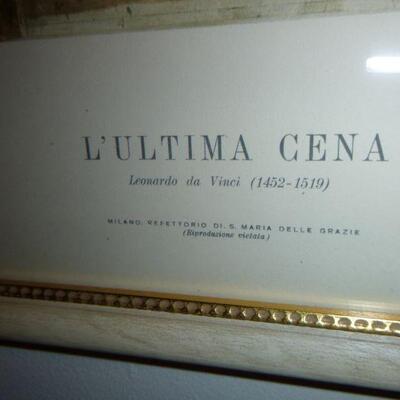 L'ULTIMA CENA
Leonardo da Vinci (1452-1519)
MILANO, REFETTORIO DI S. MARIA DELLE GRAZIE
(Riproduzione vietata)